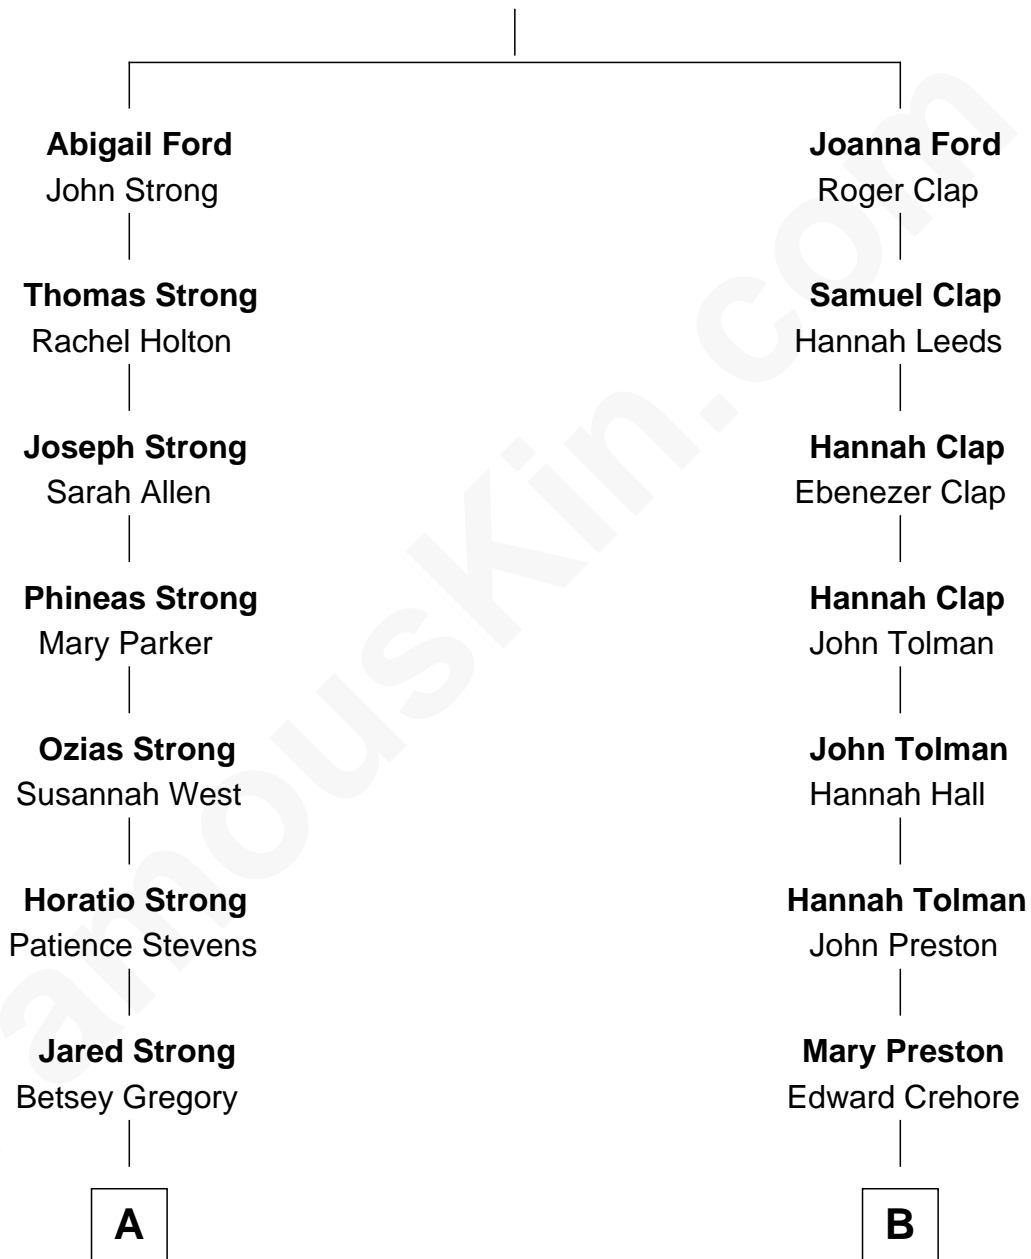 Abigail Ford
John Strong
Thomas Strong
Rachel Holton
Joseph Strong
Sarah Allen
Phineas Strong
Mary Parker
Ozias Strong
Susannah West
Horatio Strong
Patience Stevens
Jared Strong
Betsey Gregory
A
Joanna Ford
Roger Clap
Samuel Clap
Hannah Leeds
Hannah Clap
Ebenezer Clap
Hannah Clap
John Tolman
John Tolman
Hannah Hall
Hannah Tolman
John Preston
Mary Preston
Edward Crehore
B
amousKin.com